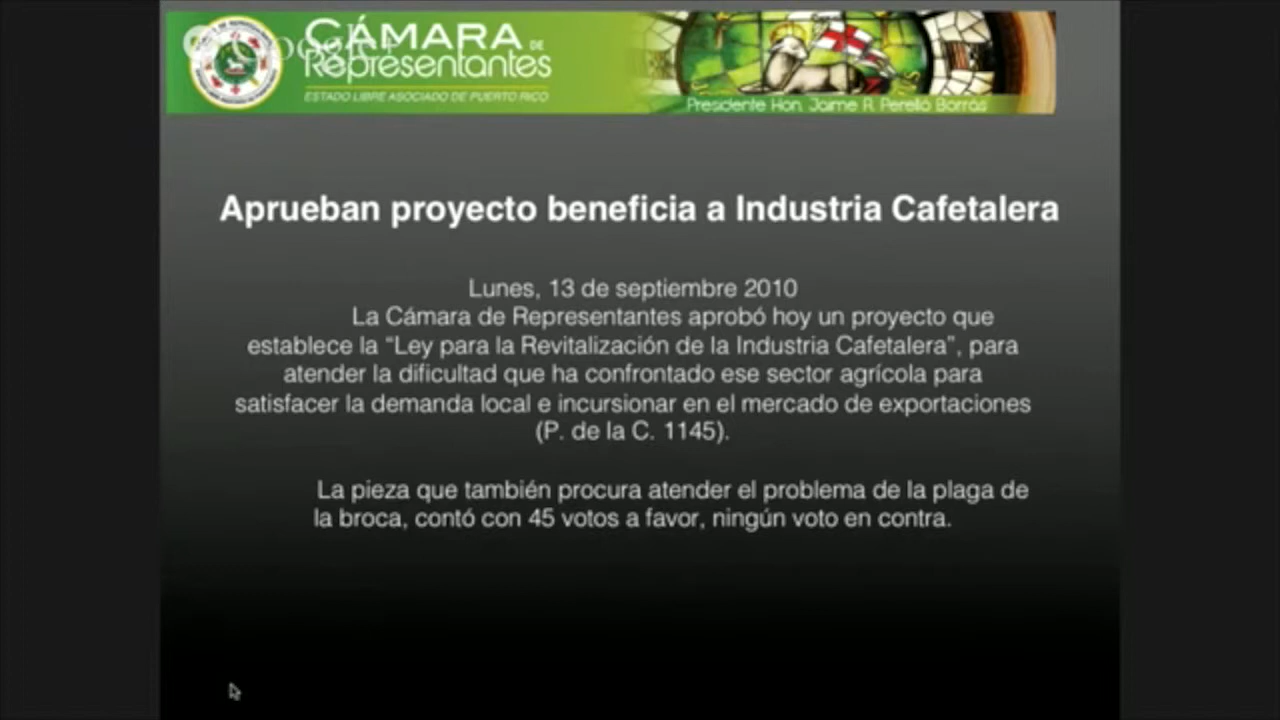 CÁMARA DE
Representantes
ESTADO LIBRE ASOCIADO DE PUERTO RICO
Presidente Hon. Jaime R. Perelló Borrás
Aprueban proyecto beneficia a Industria Cafetalera
Lunes, 13 de septiembre 2010
La Cámara de Representantes aprobó hoy un proyecto que
establece la “Ley para la Revitalización de la Industria Cafetalera”, para
atender la dificultad que ha confrontado ese sector agrícola para
satisfacer la demanda local e incursionar en el mercado de exportaciones
(P. de la C. 1145).
La pieza que también procura atender el problema de la plaga de
la broca, contó con 45 votos a favor, ningún voto en contra.